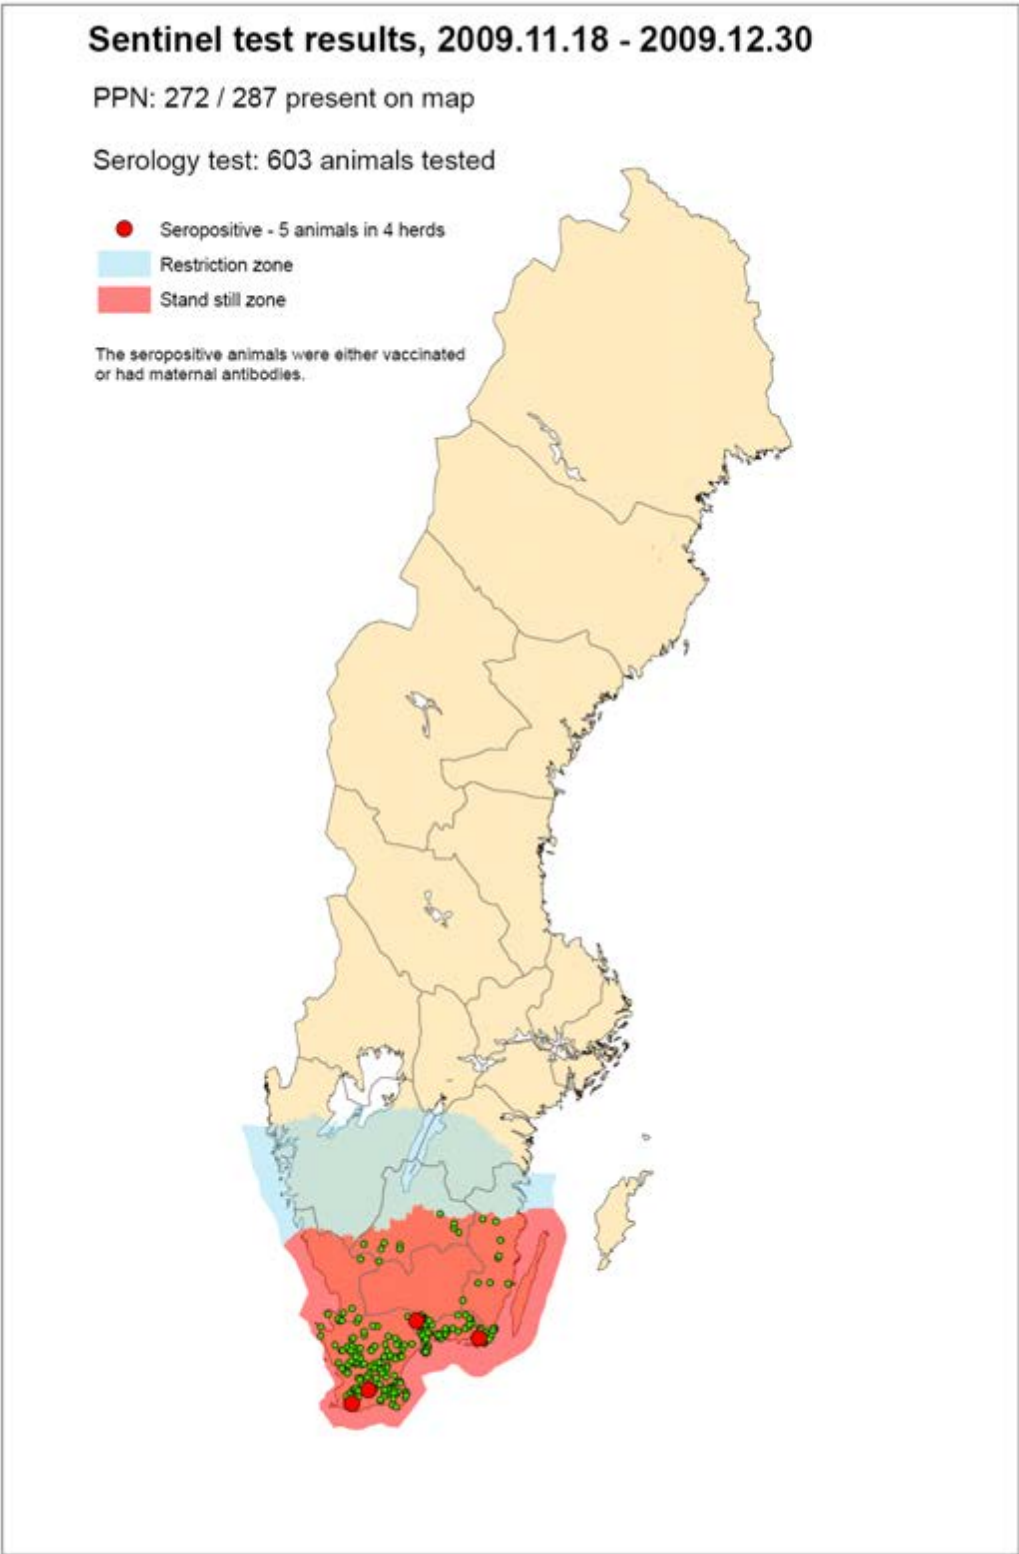 Sentinel test results, 2009.11.18 - 2009.12.30
PPN: 272 / 287 present on map
Serology test: 603 animals tested
Seropositive - 5 animals in 4 herds
Restriction zone
Stand still zone
The seropositive animals were either vaccinated
or had maternal antibodies.